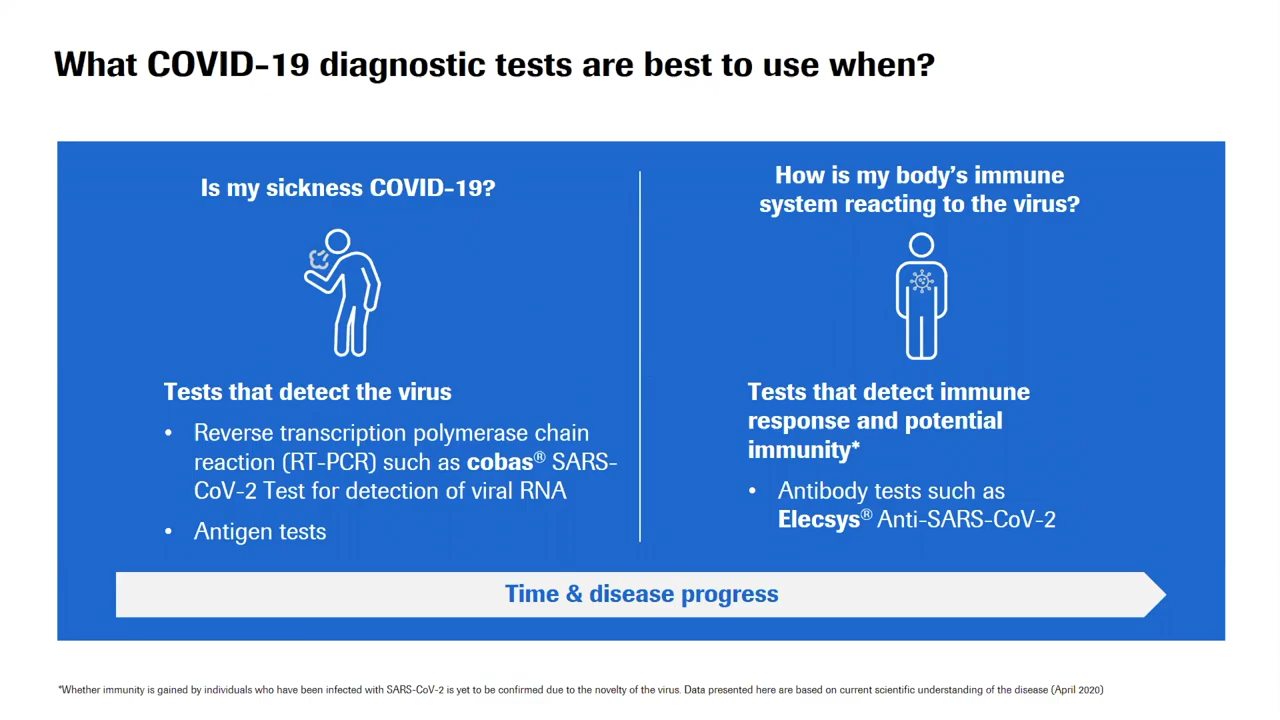 What COVID-19 diagnostic tests are best to use when?
Is my sickness COVID-19?
Tests that detect the virus
• Reverse transcription polymerase chain
reaction (RT-PCR) such as cobas® SARS-
CoV-2 Test for detection of viral RNA
• Antigen tests
How is my body's immune
system reacting to the virus?
Tests that detect immune
response and potential
immunity*
• Antibody tests such as
Elecsys® Anti-SARS-CoV-2
Time & disease progress
*Whether immunity is gained by individuals who have been infected with SARS-CoV-2 is yet to be confirmed due to the novelty of the virus. Data presented here are based on current scientific understanding of the disease (April 2020)